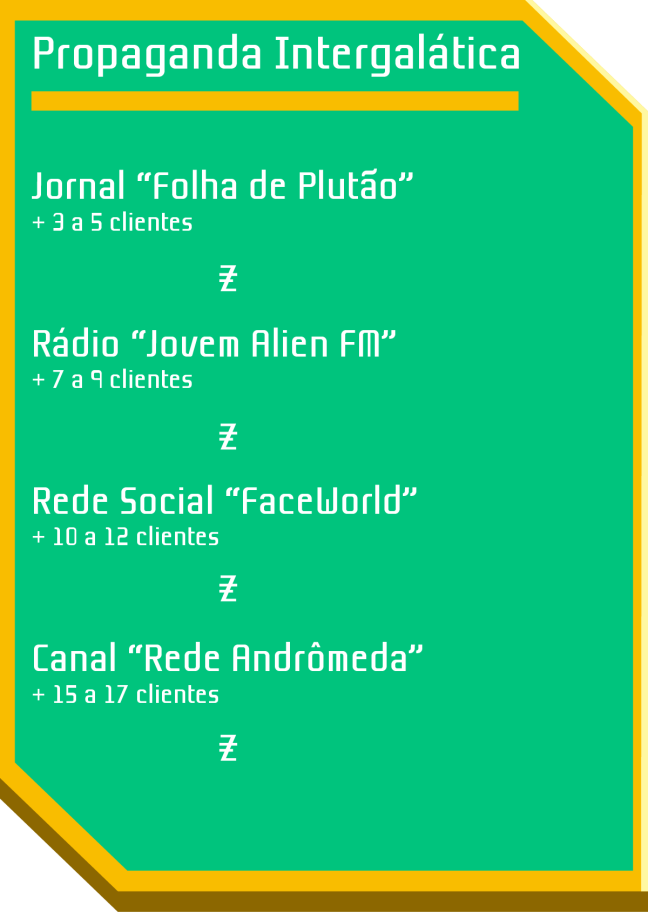 Propaganda Intergalática
Jornal “Folha de Plutão”
+ 3 a 5 clientes
Ƶ
Rádio “Jovem Alien FM”
+ 7 a 9 clientes
Ƶ
Rede Social “FaceWorld”
+ 10 a 12 clientes
Ƶ
Canal “Rede Andrômeda”
+ 15 a 17 clientes
Ƶ